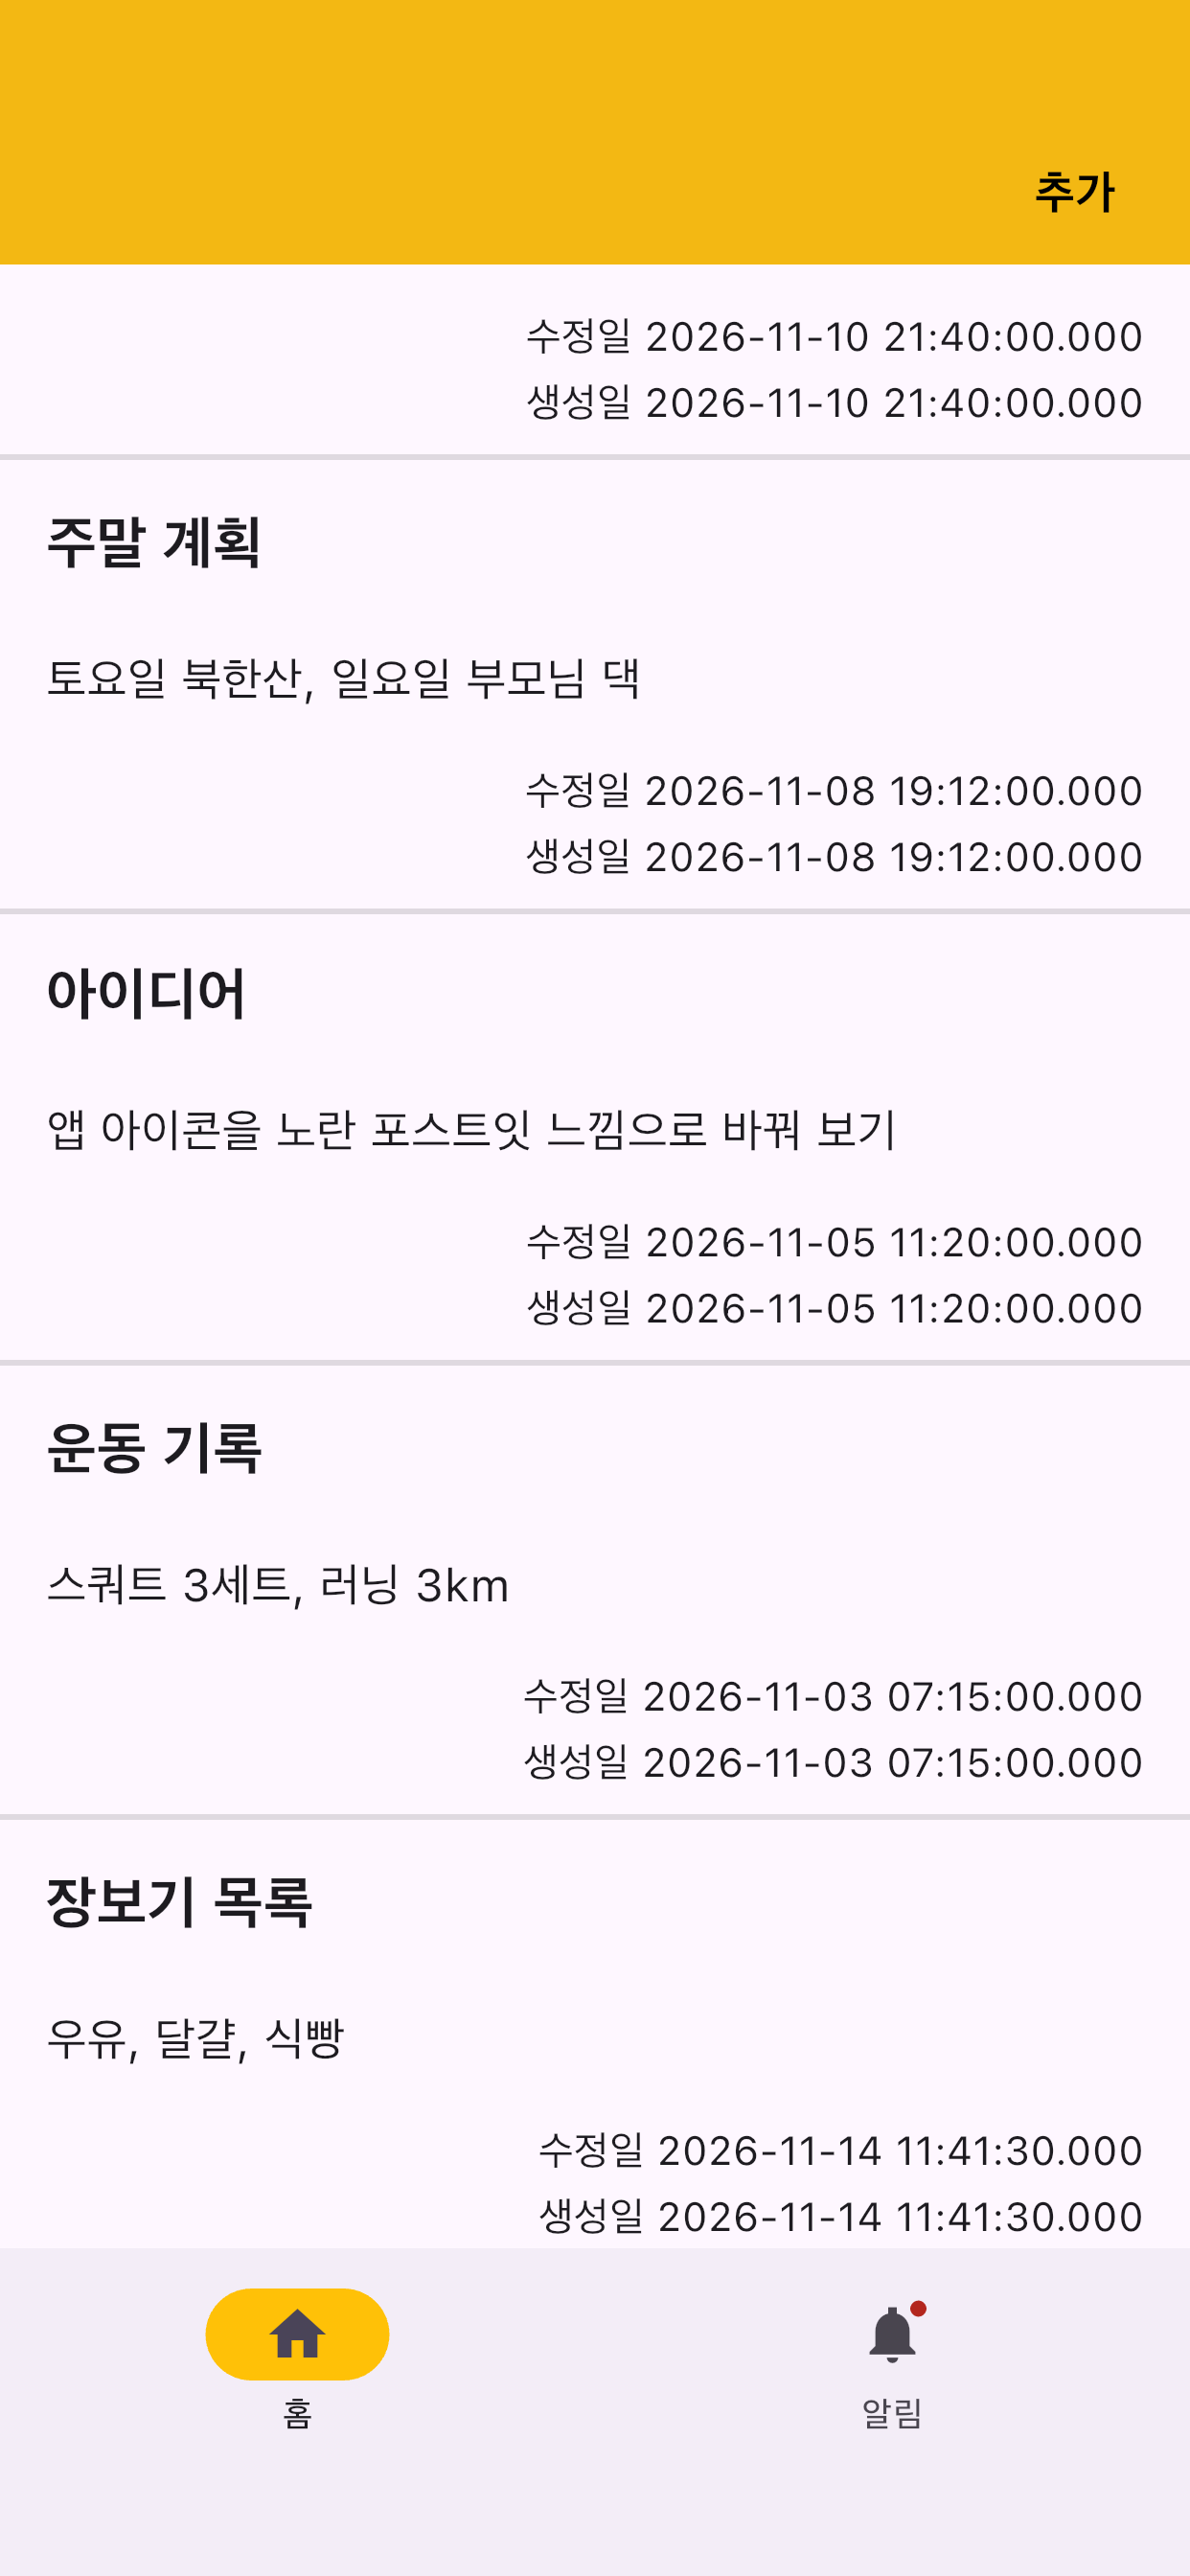 추가
수정일 2026-11-10 21:40:00.000
생성일 2026-11-10 21:40:00.000
주말 계획
토요일 북한산, 일요일 부모님 댁
수정일 2026-11-08 19:12:00.000
생성일 2026-11-08 19:12:00.000
아이디어
앱 아이콘을 노란 포스트잇 느낌으로 바꿔 보기
수정일 2026-11-05 11:20:00.000
생성일 2026-11-05 11:20:00.000
운동 기록
스쿼트 3세트, 러닝 3km
수정일 2026-11-03 07:15:00.000
생성일 2026-11-03 07:15:00.000
장보기 목록
우유, 달걀, 식빵
수정일 2026-11-14 11:41:30.000
생성일 2026-11-14 11:41:30.000
홈
알림